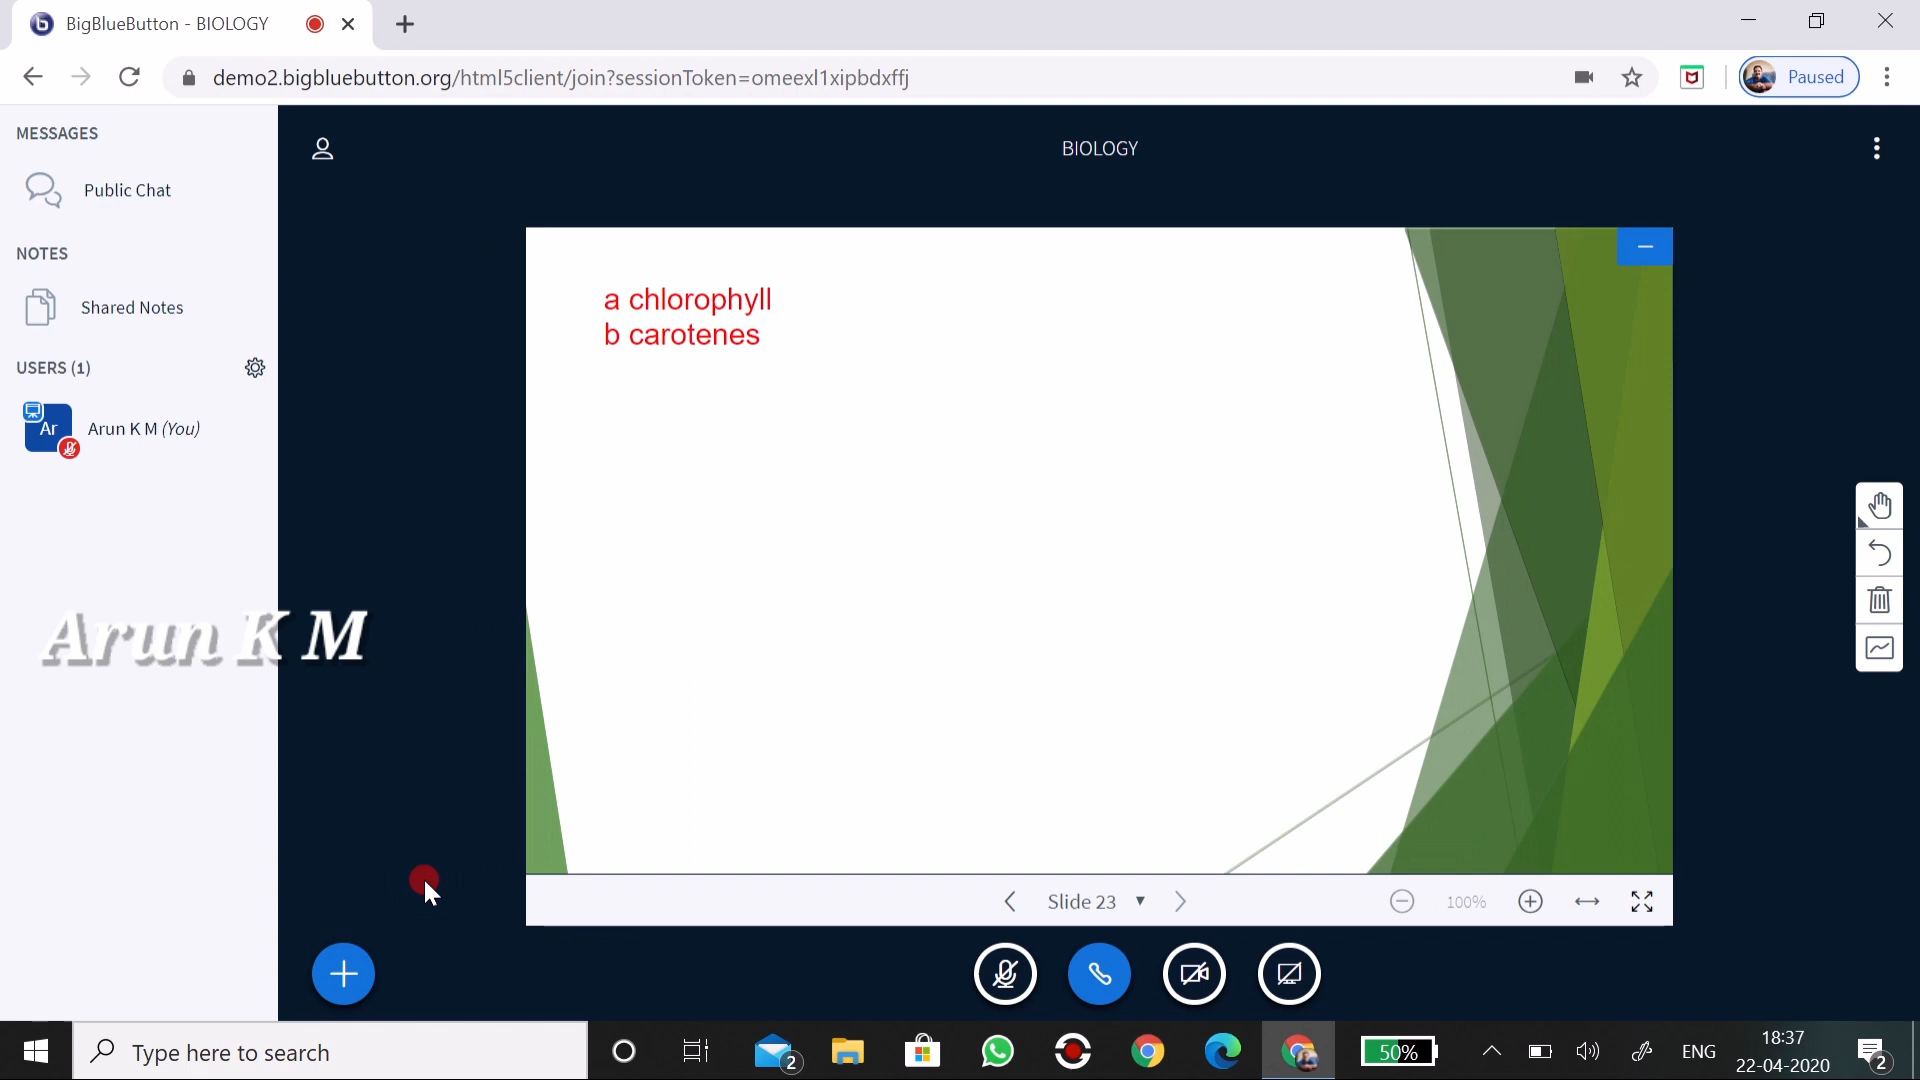 BigBlueButton - BIOLOGY
demo2.bigbluebutton.org/html5client/join?sessionToken=omeexl1xipbdxffj
Paused
MESSAGES
Public Chat
NOTES
Shared Notes
USERS (1)
Ar
Arun K M (You)
BIOLOGY
a chlorophyll
b carotenes
Arun K M
Slide 23
100%
Type here to search
2
50%
ENG
18:37
22-04-2020
2